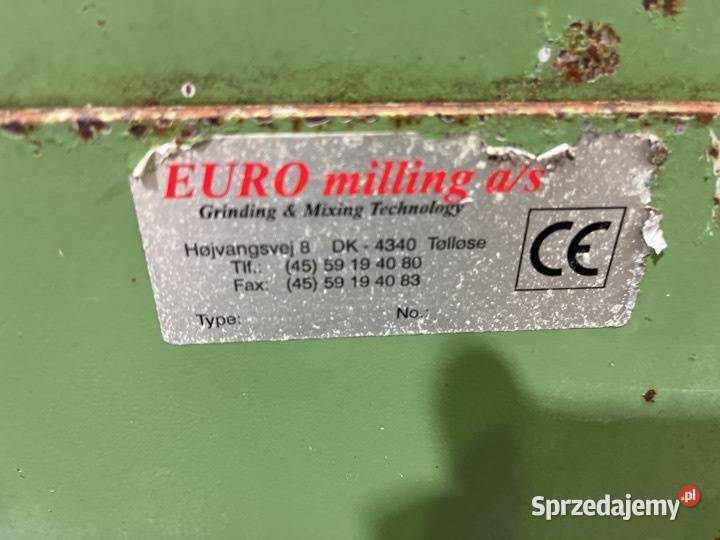 EURO milling a/s
Grinding & Mixing Technology
Højvangsvej 8 DK - 4340 Tølløse
Tlf.: (45) 59 19 40 80
Fax: (45) 59 19 40 83
CE
Type: No.:
Sprzedajemy.pl